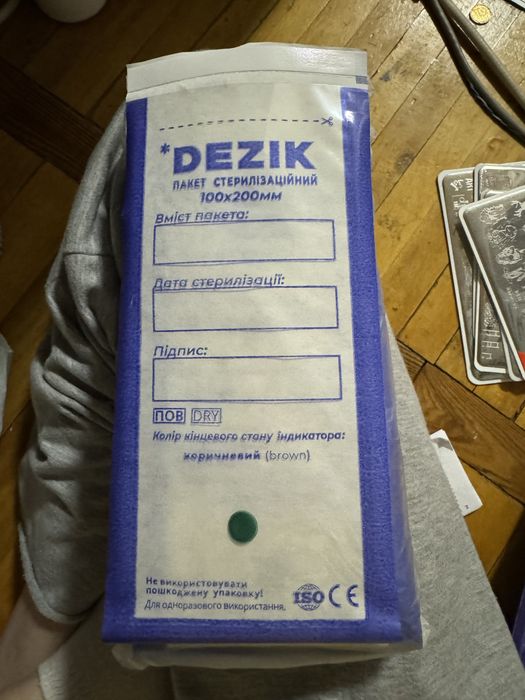 *DEZIK
ПАКЕТ СТЕРИЛІЗАЦІЙНИЙ
100х200мм
Вміст пакета:
Дата стерилізації:
Підпис:
ПОВ DRY
Колір кінцевого стану індикатора:
коричневий (brown)
Не використовувати
пошкоджену упаковку!
Для одноразового використання.
ISO CE